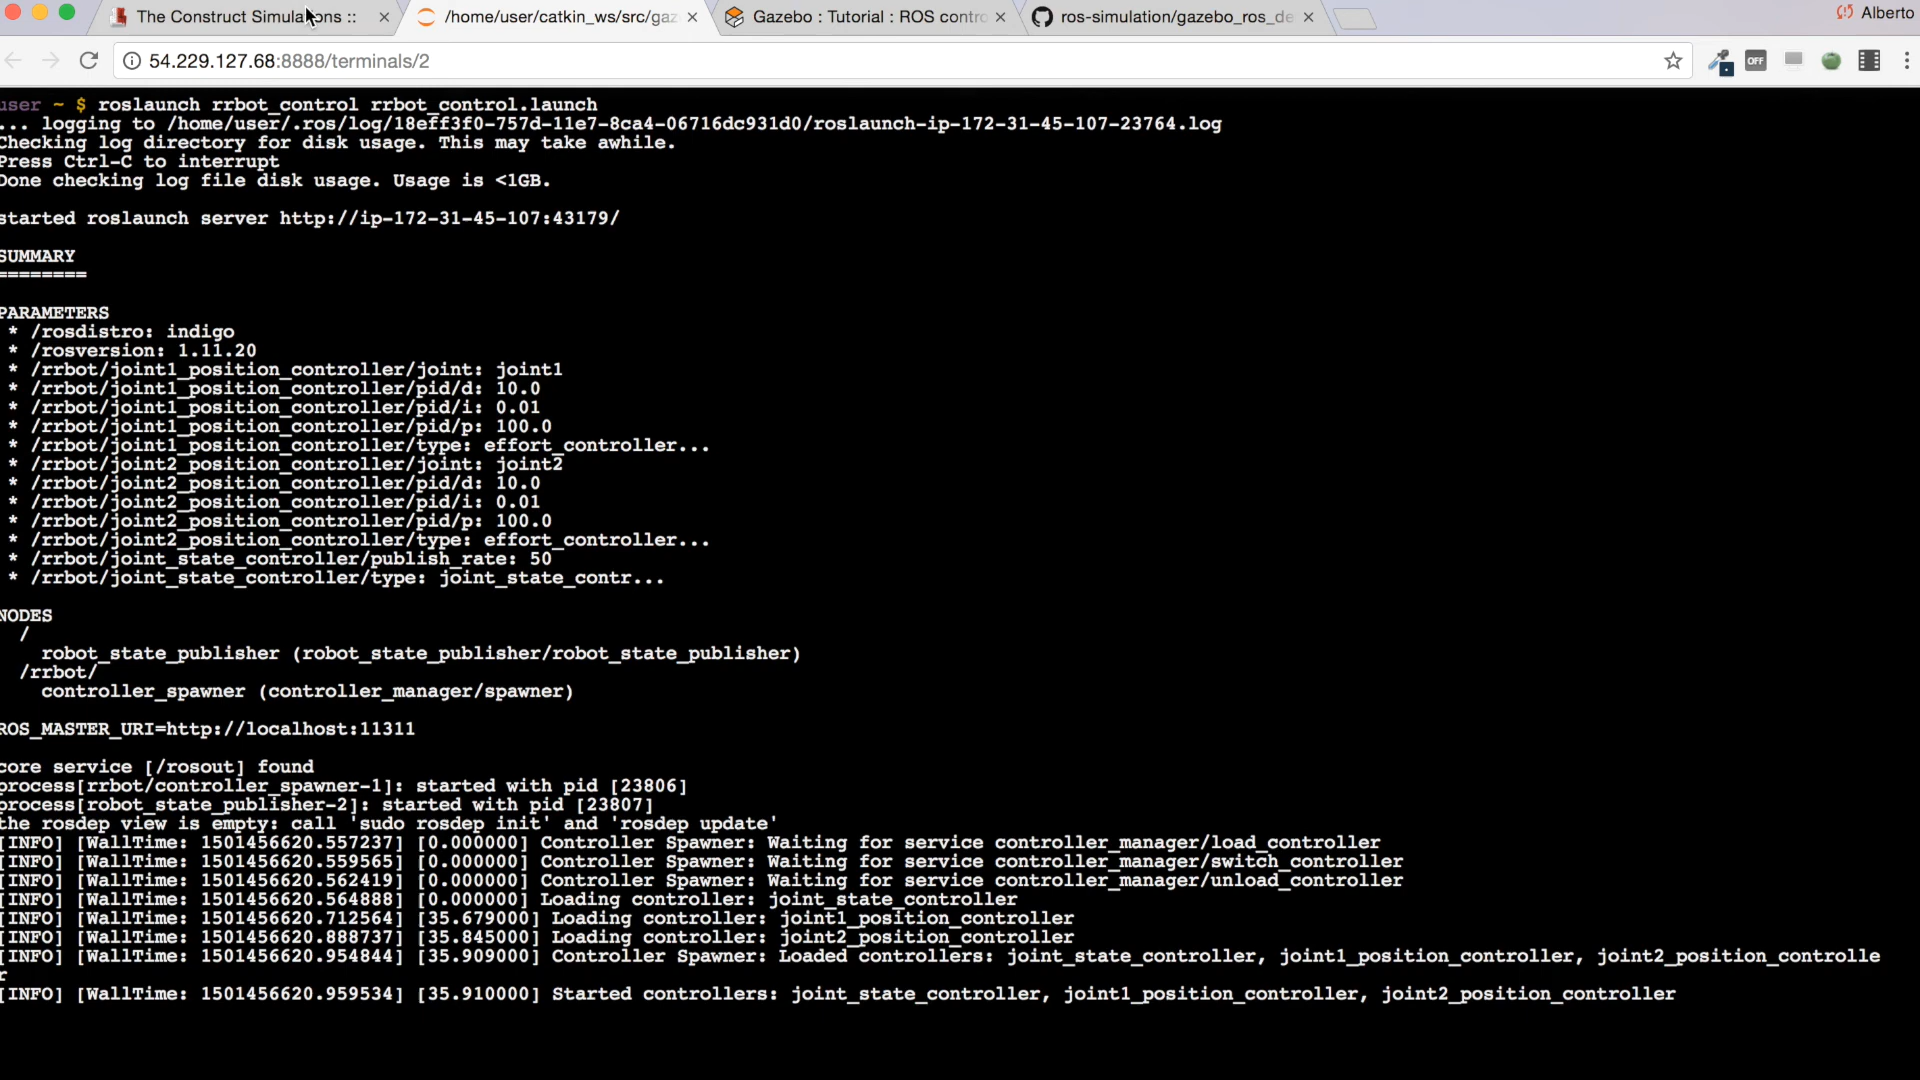 The Construct Simulations ::
/home/user/catkin_ws/src/gaz
Gazebo : Tutorial : ROS contro
ros-simulation/gazebo_ros_de
Alberto
54.229.127.68:8888/terminals/2
OFF
user ~ $ roslaunch rrbot_control rrbot_control.launch
... logging to /home/user/.ros/log/18eff3f0-757d-11e7-8ca4-06716dc931d0/roslaunch-ip-172-31-45-107-23764.log
Checking log directory for disk usage. This may take awhile.
Press Ctrl-C to interrupt
Done checking log file disk usage. Usage is <1GB.
started roslaunch server http://ip-172-31-45-107:43179/
SUMMARY
========
PARAMETERS
* /rosdistro: indigo
* /rosversion: 1.11.20
* /rrbot/joint1_position_controller/joint: joint1
* /rrbot/joint1_position_controller/pid/d: 10.0
* /rrbot/joint1_position_controller/pid/i: 0.01
* /rrbot/joint1_position_controller/pid/p: 100.0
* /rrbot/joint1_position_controller/type: effort_controller...
* /rrbot/joint2_position_controller/joint: joint2
* /rrbot/joint2_position_controller/pid/d: 10.0
* /rrbot/joint2_position_controller/pid/i: 0.01
* /rrbot/joint2_position_controller/pid/p: 100.0
* /rrbot/joint2_position_controller/type: effort_controller...
* /rrbot/joint_state_controller/publish_rate: 50
* /rrbot/joint_state_controller/type: joint_state_contr...
NODES
/
robot_state_publisher (robot_state_publisher/robot_state_publisher)
/rrbot/
controller_spawner (controller_manager/spawner)
ROS_MASTER_URI=http://localhost:11311
core service [/rosout] found
process[rrbot/controller_spawner-1]: started with pid [23806]
process[robot_state_publisher-2]: started with pid [23807]
the rosdep view is empty: call 'sudo rosdep init' and 'rosdep update'
[INFO] [WallTime: 1501456620.557237] [0.000000] Controller Spawner: Waiting for service controller_manager/load_controller
[INFO] [WallTime: 1501456620.559565] [0.000000] Controller Spawner: Waiting for service controller_manager/switch_controller
[INFO] [WallTime: 1501456620.562419] [0.000000] Controller Spawner: Waiting for service controller_manager/unload_controller
[INFO] [WallTime: 1501456620.564888] [0.000000] Loading controller: joint_state_controller
[INFO] [WallTime: 1501456620.712564] [35.679000] Loading controller: joint1_position_controller
[INFO] [WallTime: 1501456620.888737] [35.845000] Loading controller: joint2_position_controller
[INFO] [WallTime: 1501456620.954844] [35.909000] Controller Spawner: Loaded controllers: joint_state_controller, joint1_position_controller, joint2_position_controlle
r
[INFO] [WallTime: 1501456620.959534] [35.910000] Started controllers: joint_state_controller, joint1_position_controller, joint2_position_controller